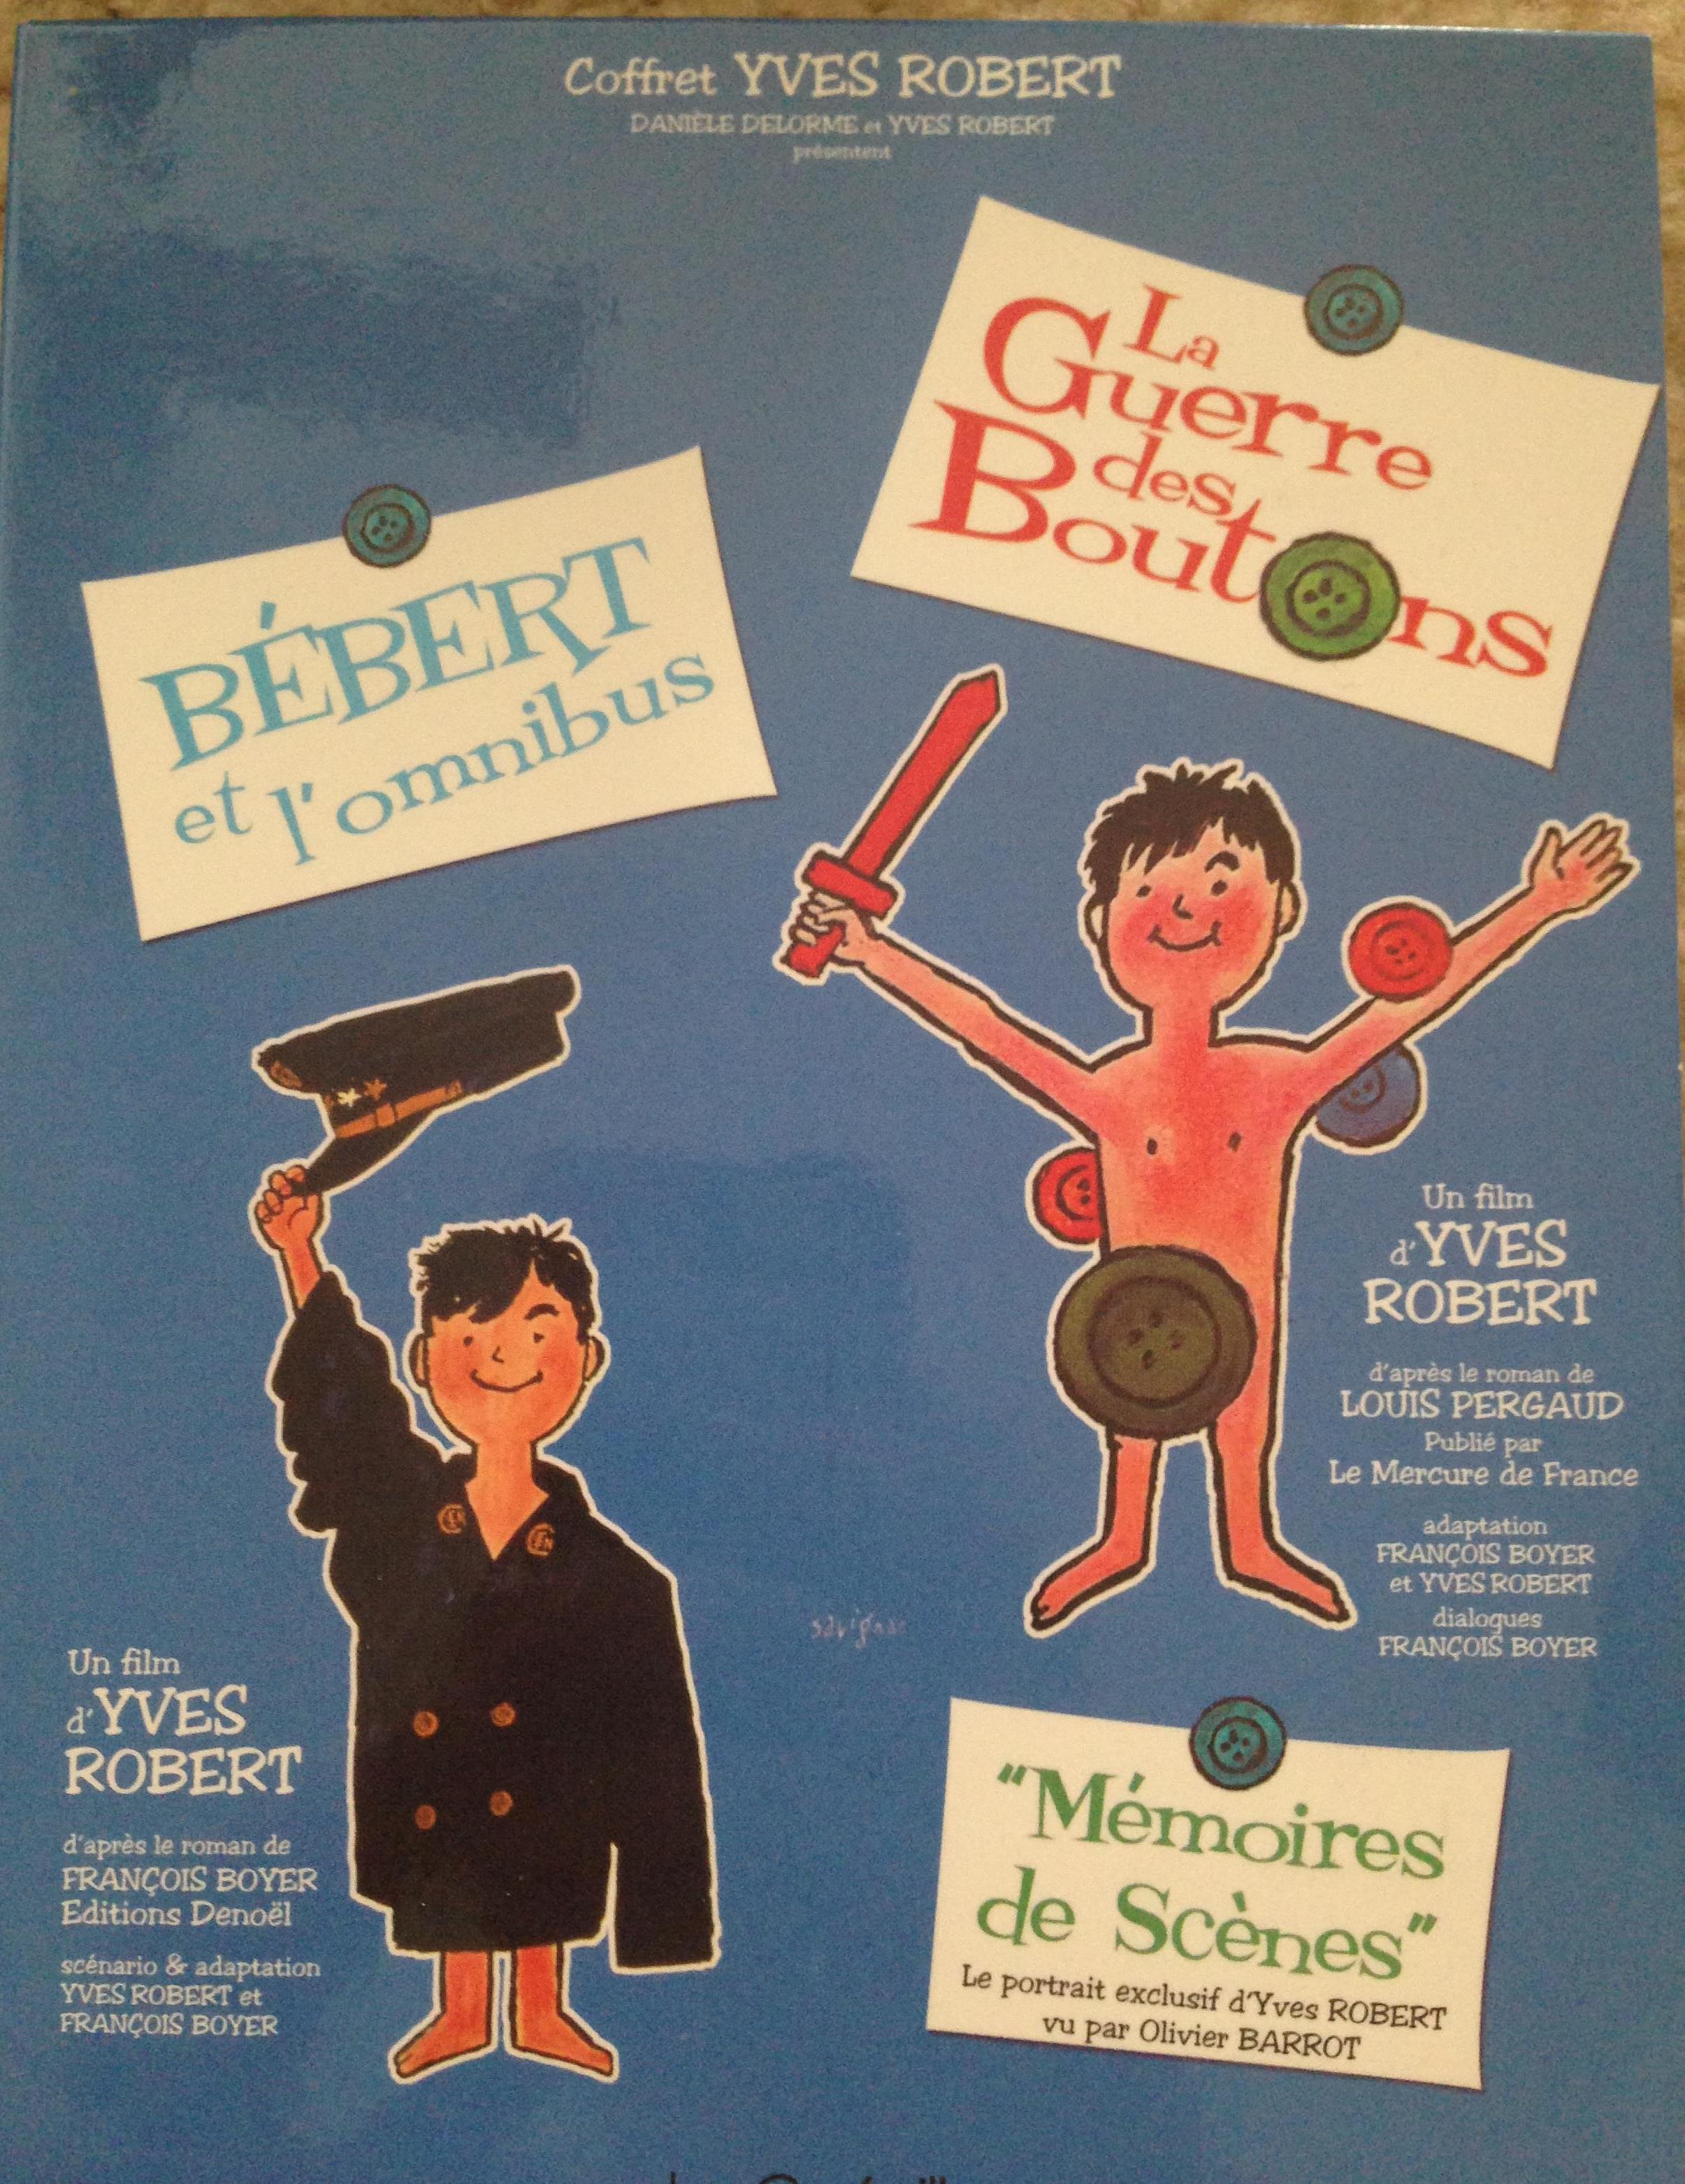 Coffret YVES ROBERT
DANIÈLE DELORME et YVES ROBERT
présentent
La
Guerre
des
Boutons
BÉBERT
et l'omnibus
Un film
d'YVES
ROBERT
d'après le roman de
LOUIS PERGAUD
Publié par
Le Mercure de France
adaptation
FRANÇOIS BOYER
et YVES ROBERT
dialogues
FRANÇOIS BOYER
savignac
Un film
d'YVES
ROBERT
d'après le roman de
FRANÇOIS BOYER
Editions Denoël
scénario & adaptation
YVES ROBERT et
FRANÇOIS BOYER
"Mémoires
de Scènes"
Le portrait exclusif d'Yves ROBERT
vu par Olivier BARROT